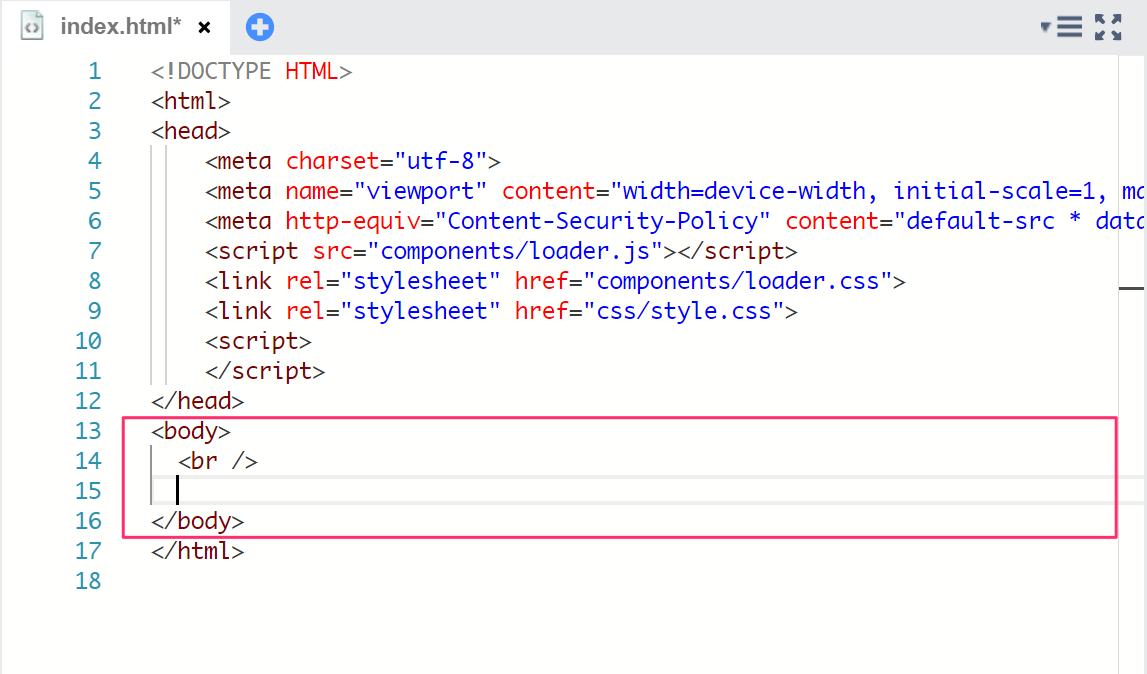 index.html*
1 <!DOCTYPE HTML>
2 <html>
3 <head>
4 <meta charset="utf-8">
5 <meta name="viewport" content="width=device-width, initial-scale=1,
6 <meta http-equiv="Content-Security-Policy" content="default-src * data
7 <script src="components/loader.js"></script>
8 <link rel="stylesheet" href="components/loader.css">
9 <link rel="stylesheet" href="css/style.css">
10 <script>
11 </script>
12 </head>
13 <body>
14 <br />
15
16 </body>
17 </html>
18